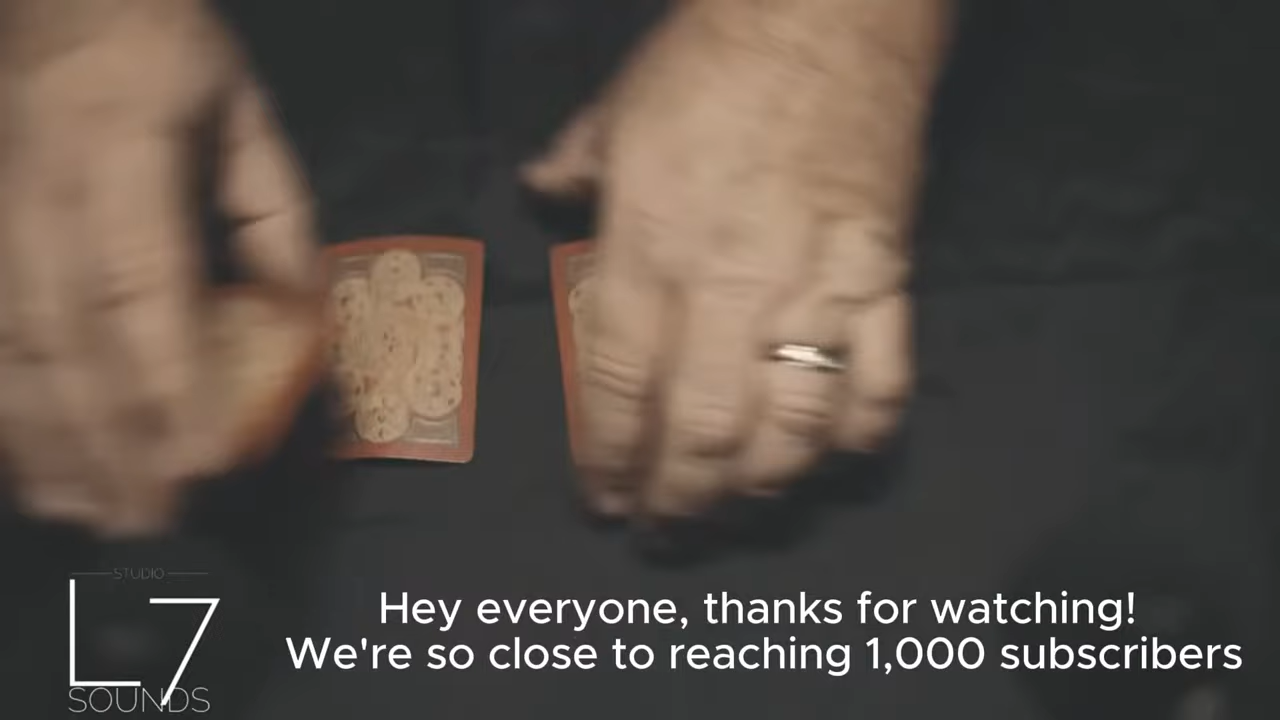 STUDIO
L7
SOUNDS
Hey everyone, thanks for watching!
We're so close to reaching 1,000 subscribers